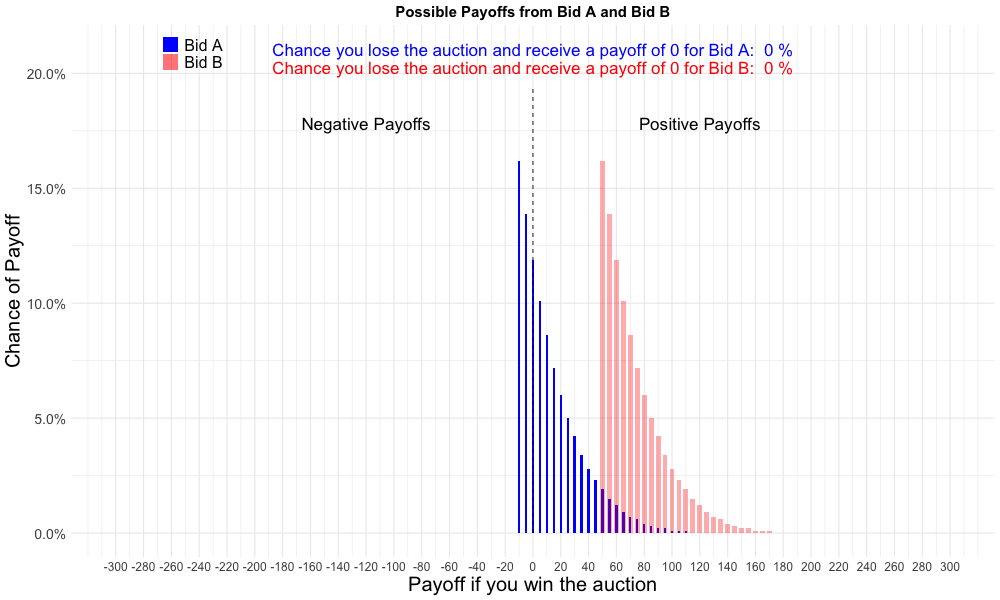 Possible Payoffs from Bid A and Bid B
Bid A
Bid B
Chance you lose the auction and receive a payoff of 0 for Bid A: 0 %
Chance you lose the auction and receive a payoff of 0 for Bid B: 0 %
Negative Payoffs
Positive Payoffs
Chance of Payoff
20.0%
15.0%
10.0%
5.0%
0.0%
-300 -280 -260 -240 -220 -200 -180 -160 -140 -120 -100 -80 -60 -40 -20 0 20 40 60 80 100 120 140 160 180 200 220 240 260 280 300
Payoff if you win the auction